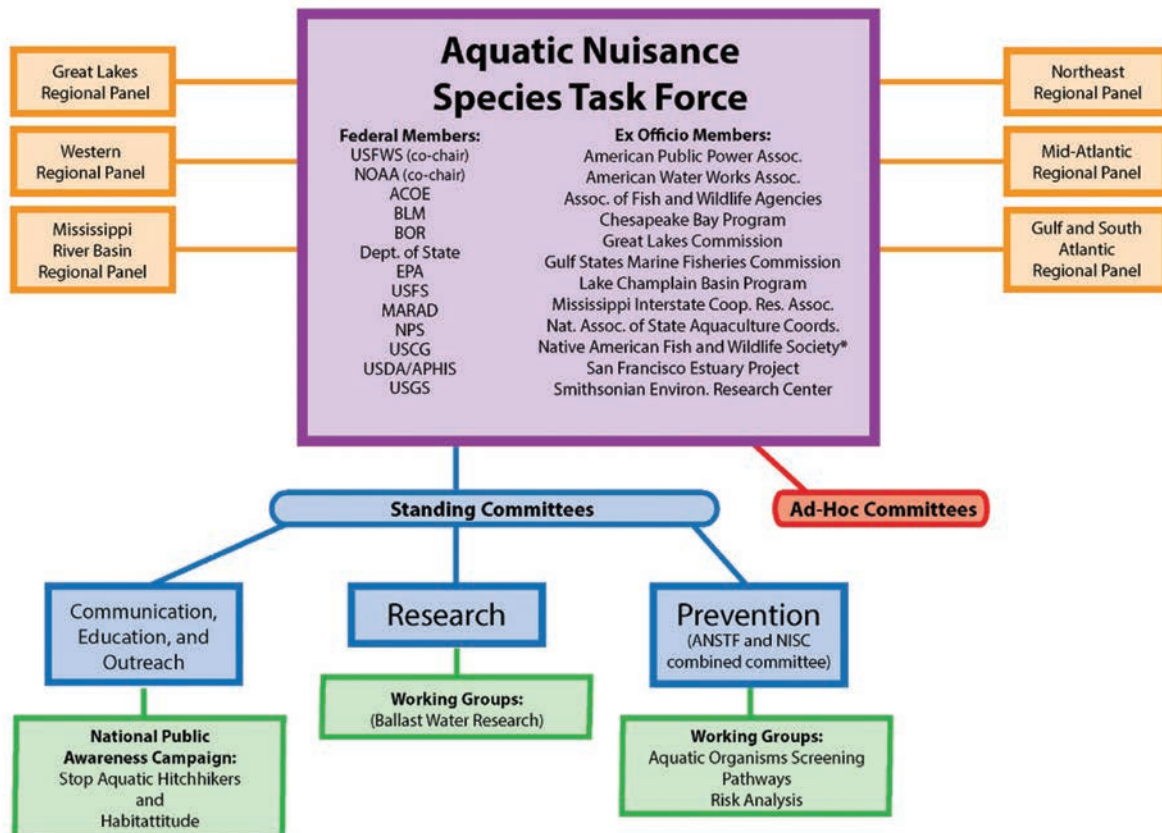 Aquatic Nuisance
Species Task Force
Great Lakes
Regional Panel
Western
Regional Panel
Mississippi
River Basin
Regional Panel
Federal Members:
USFWS (co-chair)
NOAA (co-chair)
ACOE
BLM
BOR
Dept. of State
EPA
USFS
MARAD
NPS
USCG
USDA/APHIS
USGS
Ex Officio Members:
American Public Power Assoc.
American Water Works Assoc.
Assoc. of Fish and Wildlife Agencies
Chesapeake Bay Program
Great Lakes Commission
Gulf States Marine Fisheries Commission
Lake Champlain Basin Program
Mississippi Interstate Coop. Res. Assoc.
Nat. Assoc. of State Aquaculture Coords.
Native American Fish and Wildlife Society*
San Francisco Estuary Project
Smithsonian Environ. Research Center
Northeast
Regional Panel
Mid-Atlantic
Regional Panel
Gulf and South
Atlantic
Regional Panel
Standing Committees
Ad-Hoc Committees
Communication,
Education, and
Outreach
National Public
Awareness Campaign:
Stop Aquatic Hitchhikers
and
Habitattitude
Research
Working Groups:
(Ballast Water Research)
Prevention
(ANSTF and NISC
combined committee)
Working Groups:
Aquatic Organisms Screening
Pathways
Risk Analysis